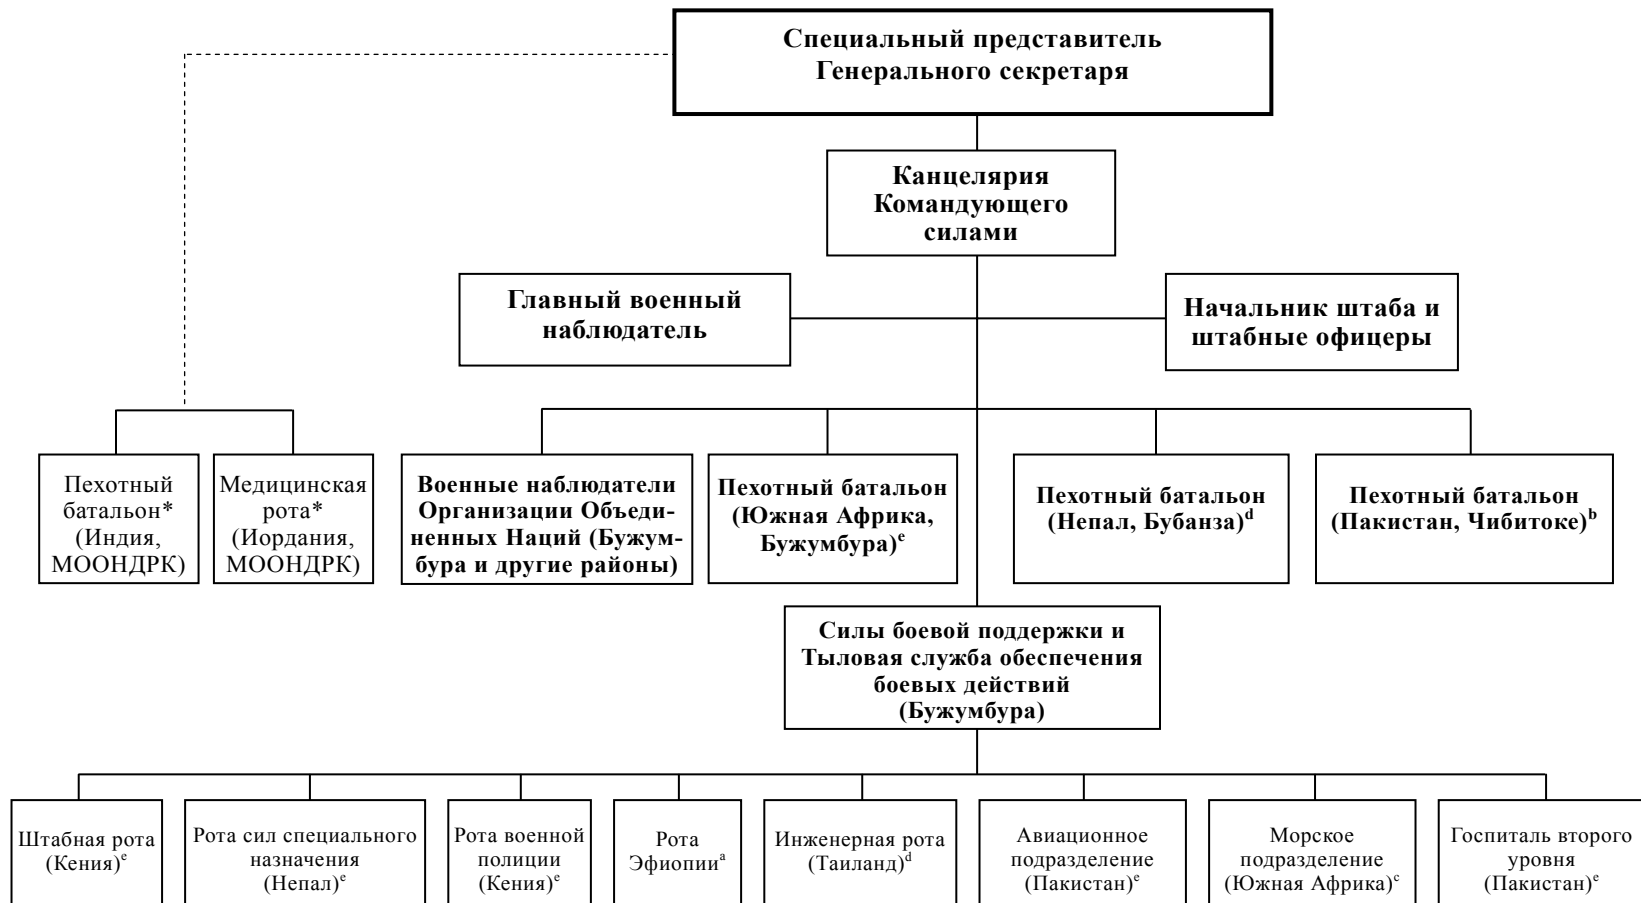 Специальный представитель
Генерального секретаря
Канцелярия
Командующего
силами
Главный военный
наблюдатель
Начальник штаба и
штабные офицеры
Пехотный
батальон*
(Индия,
МООНДРК)
Медицинская
рота*
(Иордания,
МООНДРК)
Военные наблюдатели
Организации Объеди-
ненных Наций (Бужум-
бура и другие районы)
Пехотный батальон
(Южная Африка,
Бужумбура)e
Пехотный батальон
(Непал, Бубанза)d
Пехотный батальон
(Пакистан, Чибитоке)b
Силы боевой поддержки и
Тыловая служба обеспечения
боевых действий
(Бужумбура)
Штабная рота
(Кения)e
Рота сил специального
назначения
(Непал)e
Рота военной
полиции
(Кения)e
Рота
Эфиопииa
Инженерная рота
(Таиланд)d
Авиационное
подразделение
(Пакистан)e
Морское
подразделение
(Южная Африка)c
Госпиталь второго
уровня
(Пакистан)e